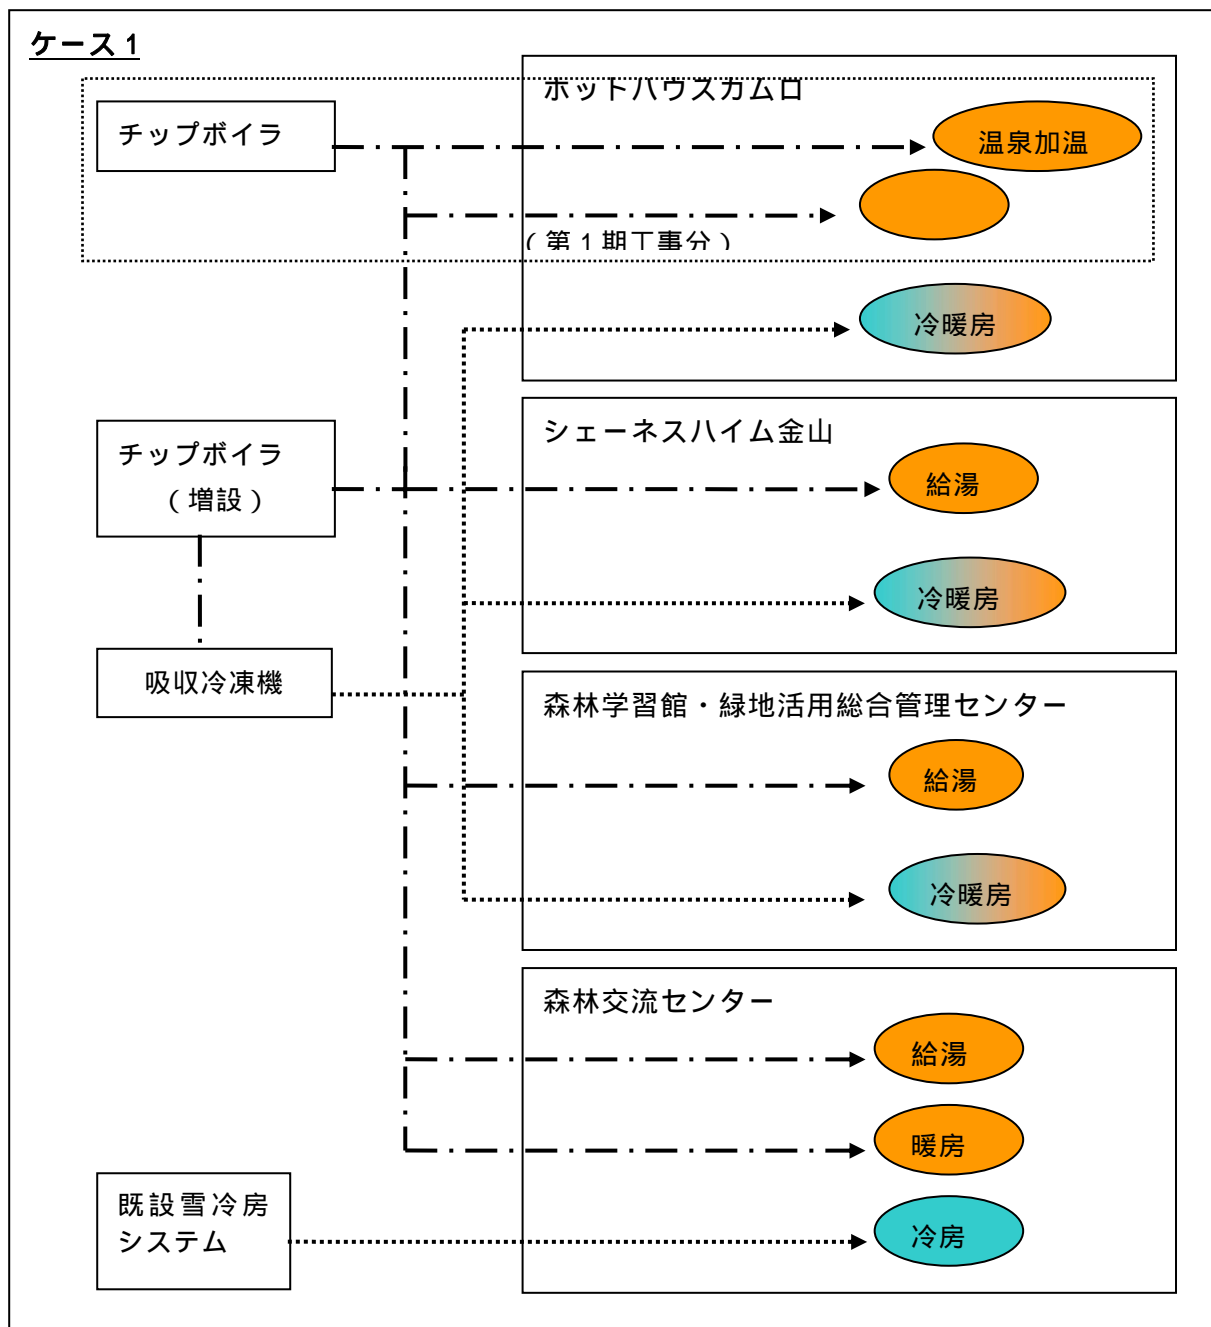 ケース1
ホットハウスカムロ
チップボイラ
温泉加温
(第1期工事分)
冷暖房
シェーネスハイム金山
チップボイラ
(増設)
給湯
冷暖房
吸収冷凍機
森林学習館・緑地活用総合管理センター
給湯
冷暖房
森林交流センター
給湯
暖房
既設雪冷房
システム
冷房